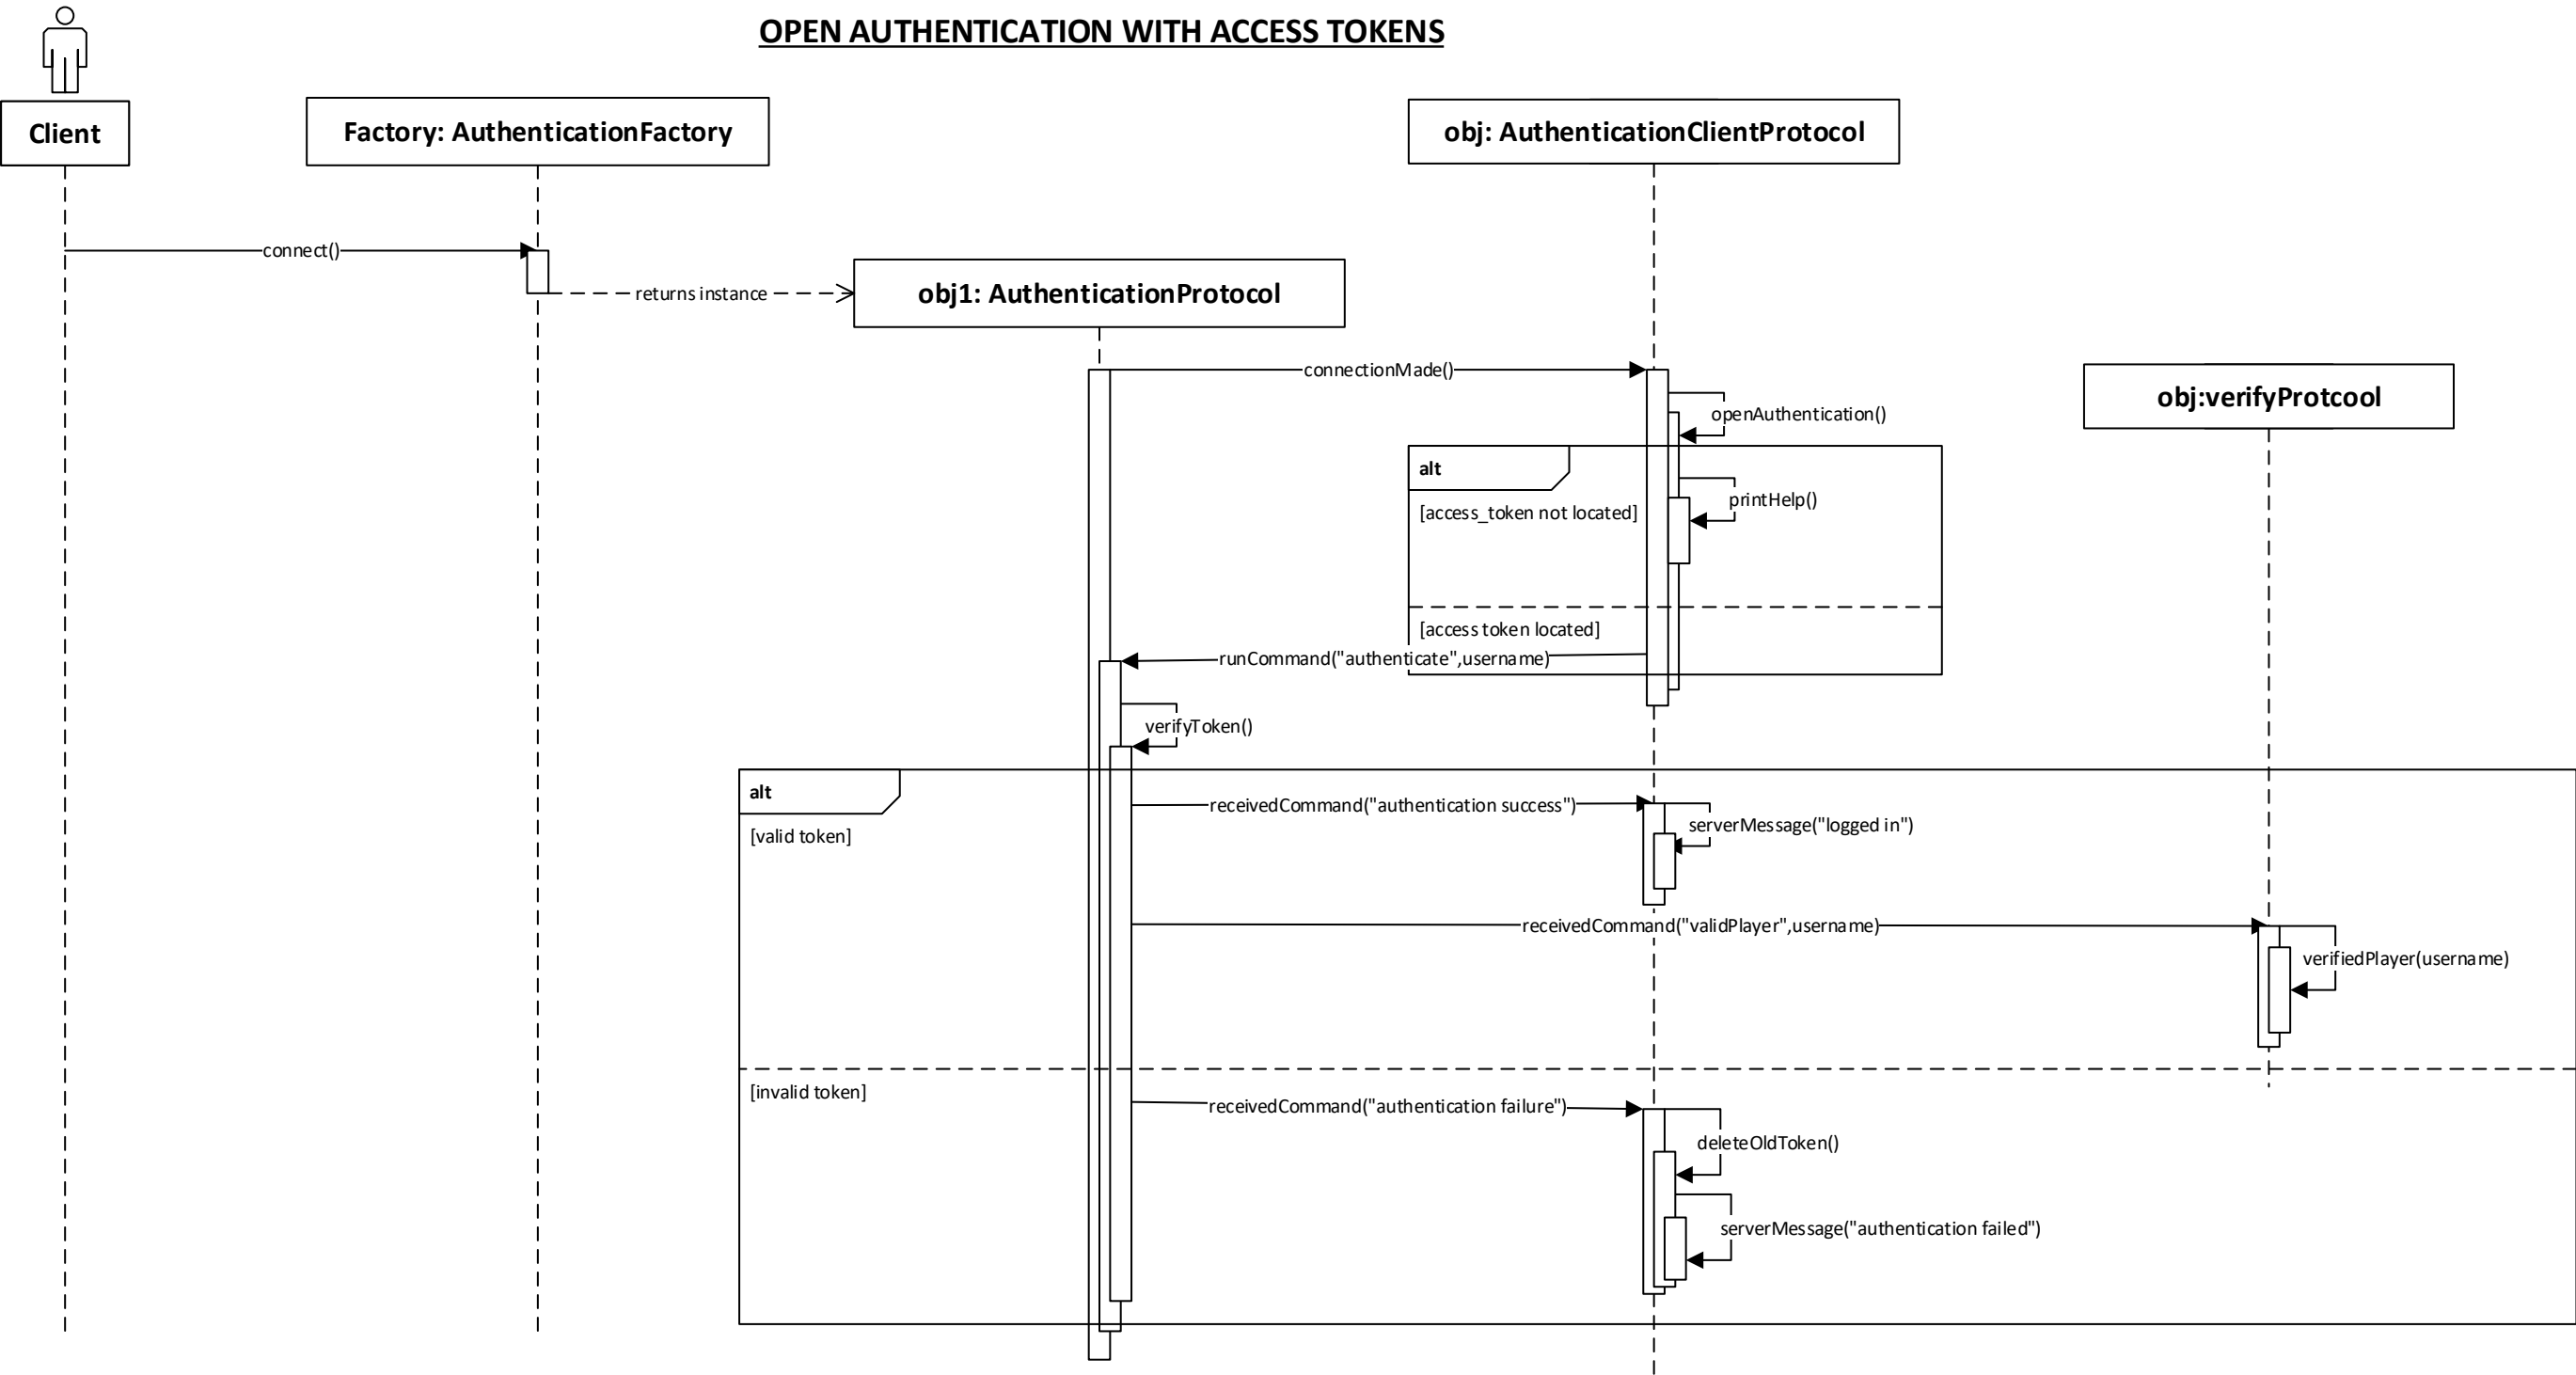 OPEN AUTHENTICATION WITH ACCESS TOKENS
Client
Factory: AuthenticationFactory
obj: AuthenticationClientProtocol
connect()
returns instance
obj1: AuthenticationProtocol
connectionMade()
obj:verifyProtcool
openAuthentication()
alt
printHelp()
[access_token not located]
[access token located]
runCommand("authenticate",username)
verifyToken()
alt
receivedCommand("authentication success")
serverMessage("logged in")
[valid token]
receivedCommand("validPlayer",username)
verifiedPlayer(username)
[invalid token]
receivedCommand("authentication failure")
deleteOldToken()
serverMessage("authentication failed")